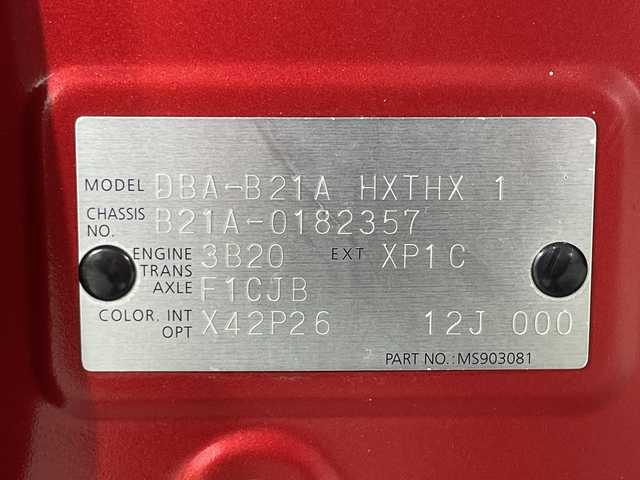 MODEL DBA-B21A HXTHX 1
CHASSIS NO. B21A-0182357
ENGINE 3B20 EXT XP1C
TRANS AXLE F1CJB
COLOR. INT OPT X42P26 12J 000
PART NO.:MS903081